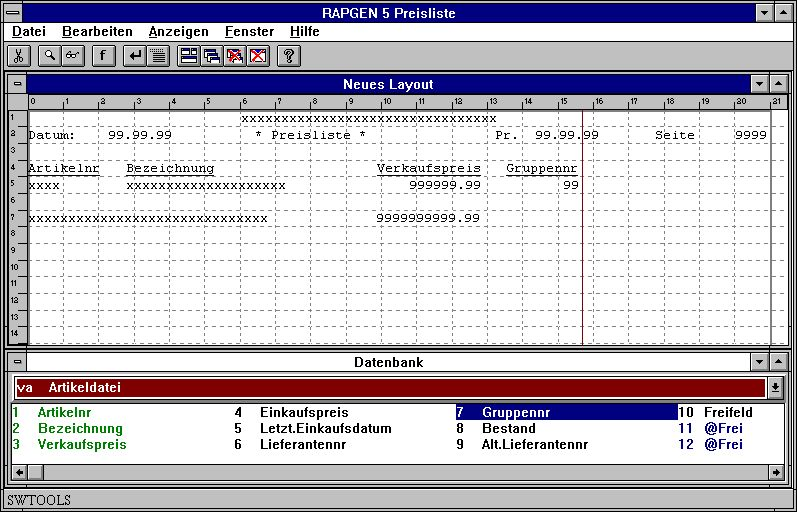 RAPGEN 5 Preisliste
Datei Bearbeiten Anzeigen Fenster Hilfe
f ?
Neues Layout
0 1 2 3 4 5 6 7 8 9 10 11 12 13 14 15 16 17 18 19 20 21
1 xxxxxxxxxxxxxxxxxxxxxxxxxxxxxxxx
2 Datum: 99.99.99 * Preisliste * Pr. 99.99.99 Seite 9999
3
4 Artikelnr Bezeichnung Verkaufspreis Gruppennr
5 xxxx xxxxxxxxxxxxxxxxxxxx 999999.99 99
6
7 xxxxxxxxxxxxxxxxxxxxxxxxxxxxxx 9999999999.99
8
9
10
11
12
13
14
Datenbank
va Artikeldatei
1 Artikelnr 4 Einkaufspreis 7 Gruppennr 10 Freifeld
2 Bezeichnung 5 Letzt.Einkaufsdatum 8 Bestand 11 @Frei
3 Verkaufspreis 6 Lieferantennr 9 Alt.Lieferantennr 12 @Frei
SWTOOLS